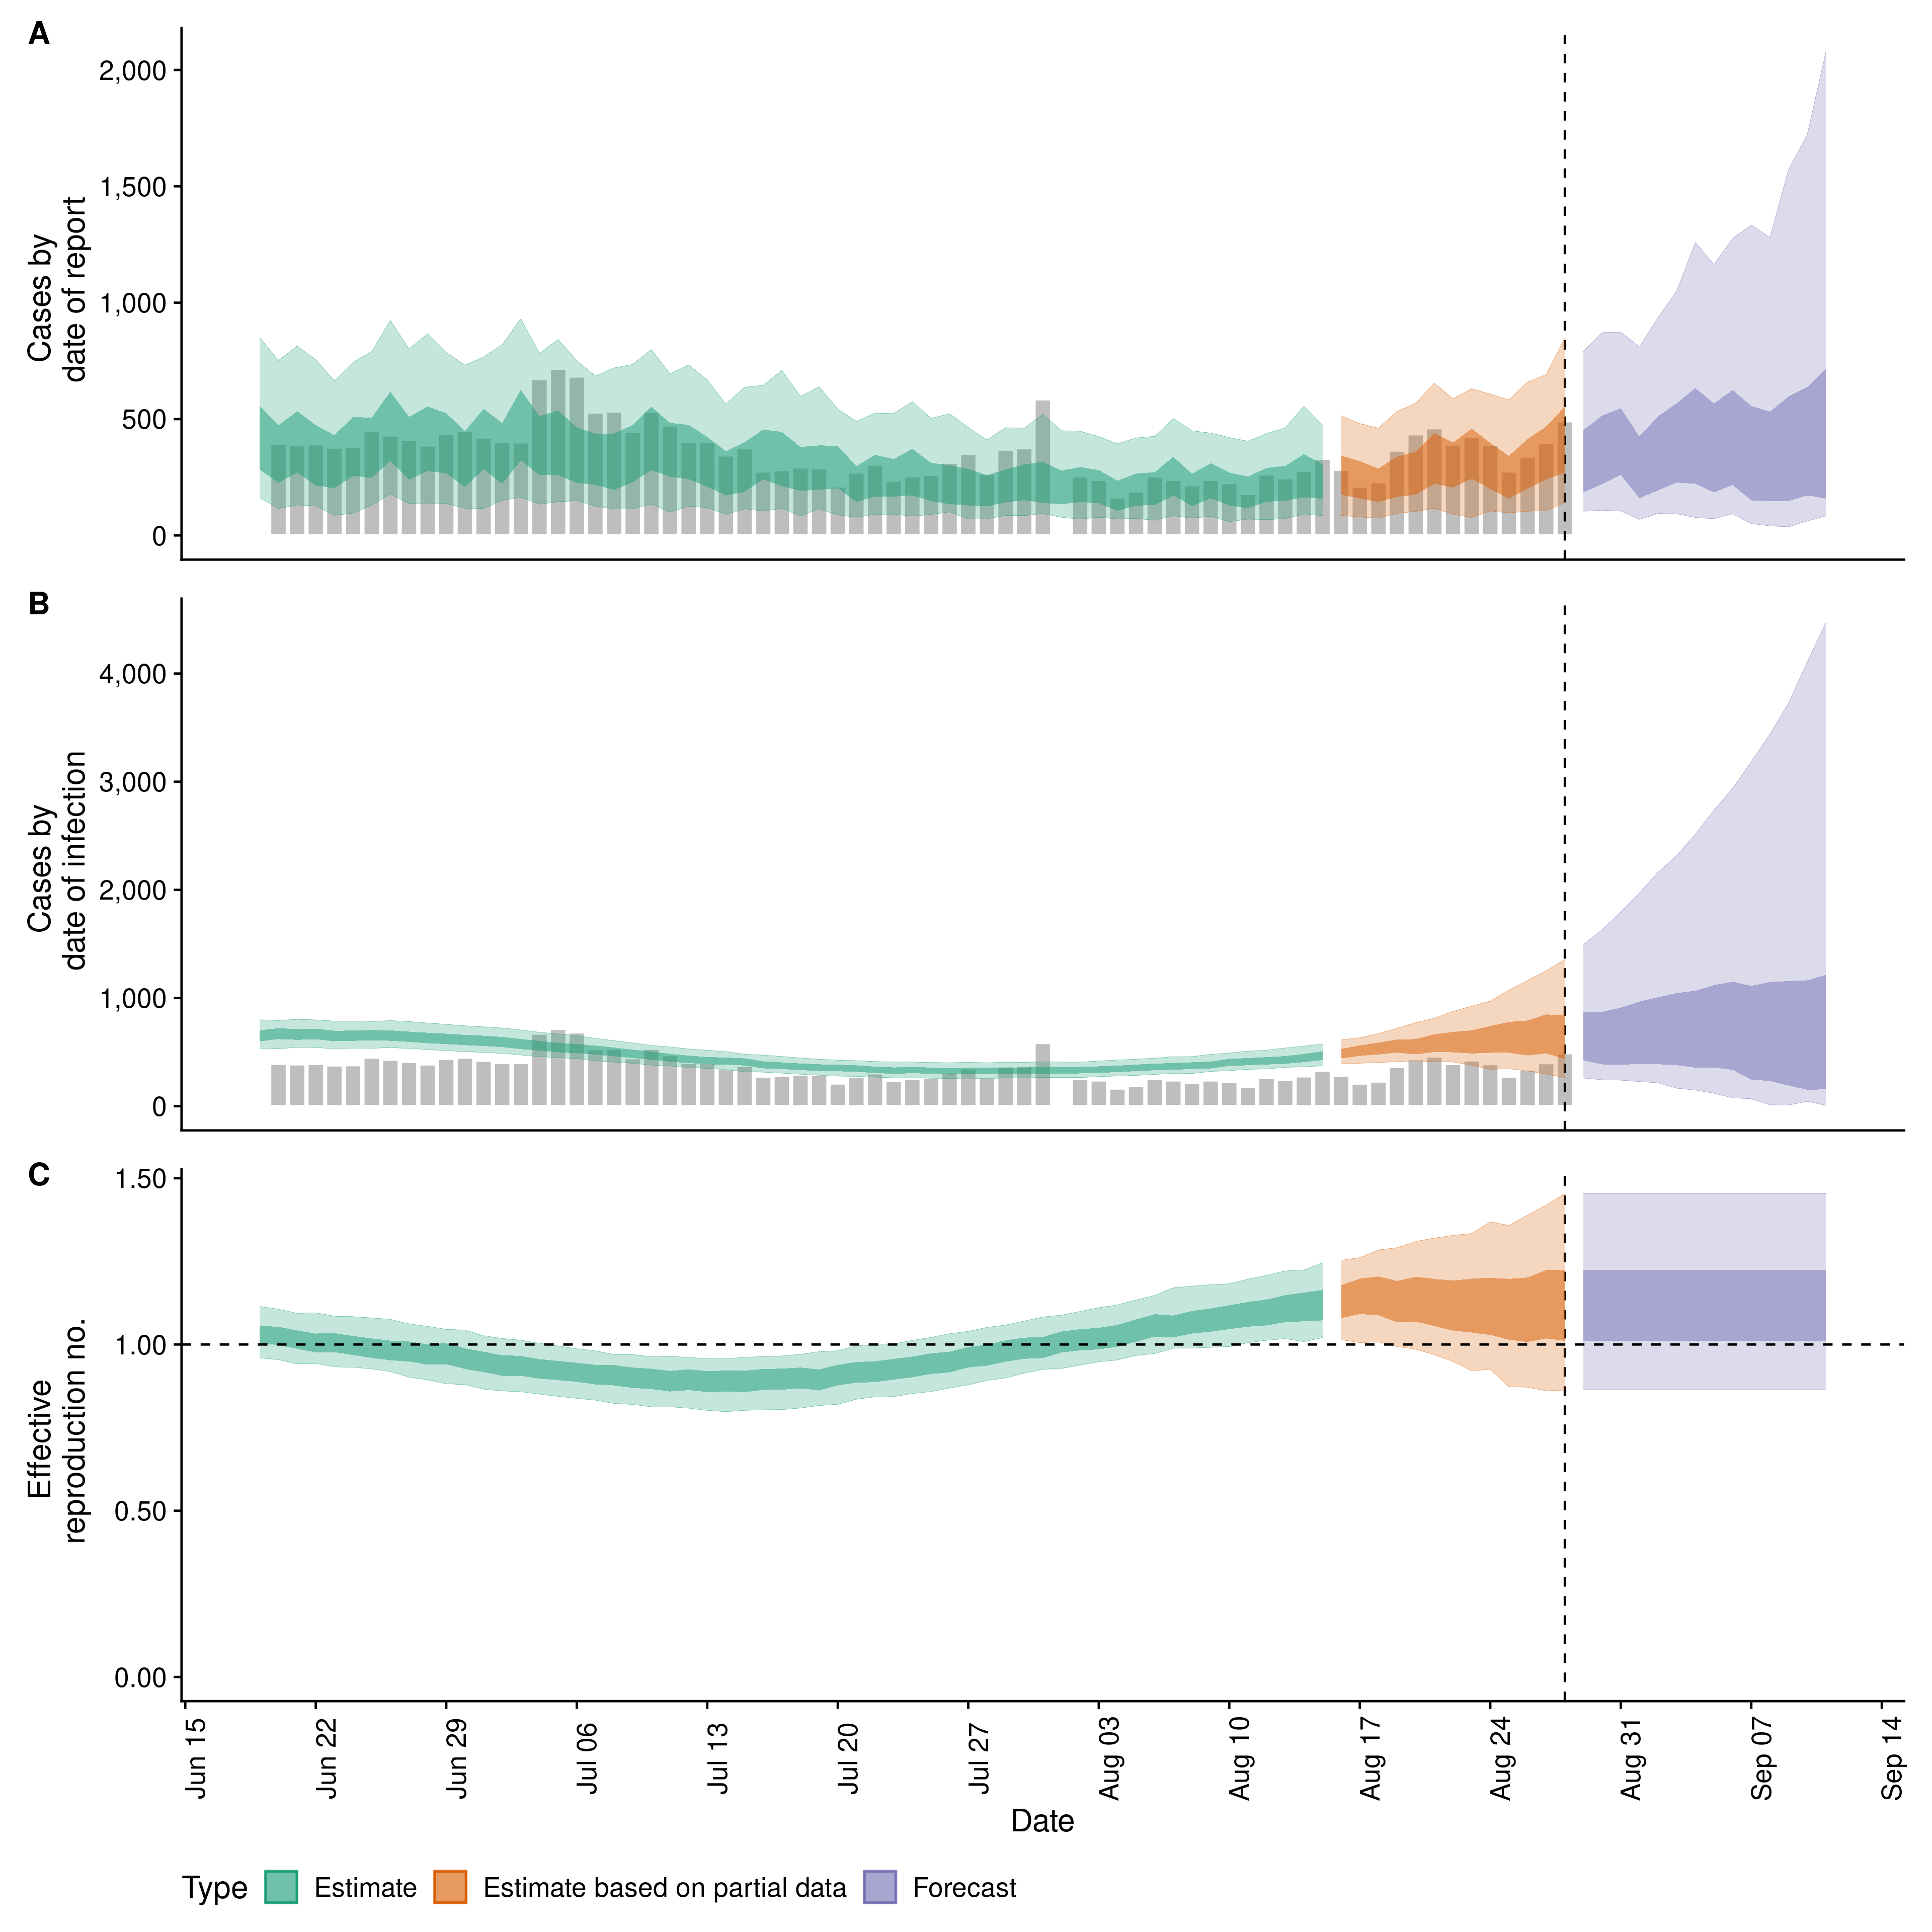 A
Cases by
date of report
2,000
1,500
1,000
500
0
B
Cases by
date of infection
4,000
3,000
2,000
1,000
0
C
Effective
reproduction no.
1.50
1.00
0.50
0.00
Jun 15
Jun 22
Jun 29
Jul 06
Jul 13
Jul 20
Jul 27
Aug 03
Aug 10
Aug 17
Aug 24
Aug 31
Sep 07
Sep 14
Date
Type Estimate Estimate based on partial data Forecast